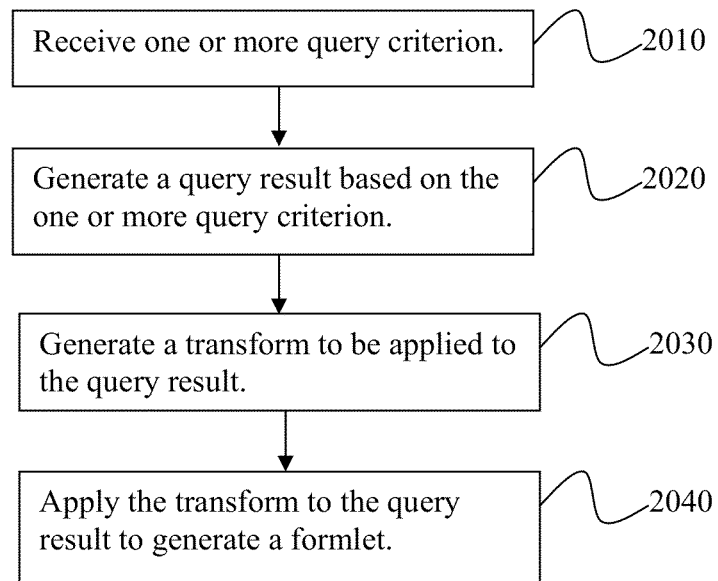 Receive one or more query criterion.
2010
Generate a query result based on the
one or more query criterion.
2020
Generate a transform to be applied to
the query result.
2030
Apply the transform to the query
result to generate a formlet.
2040